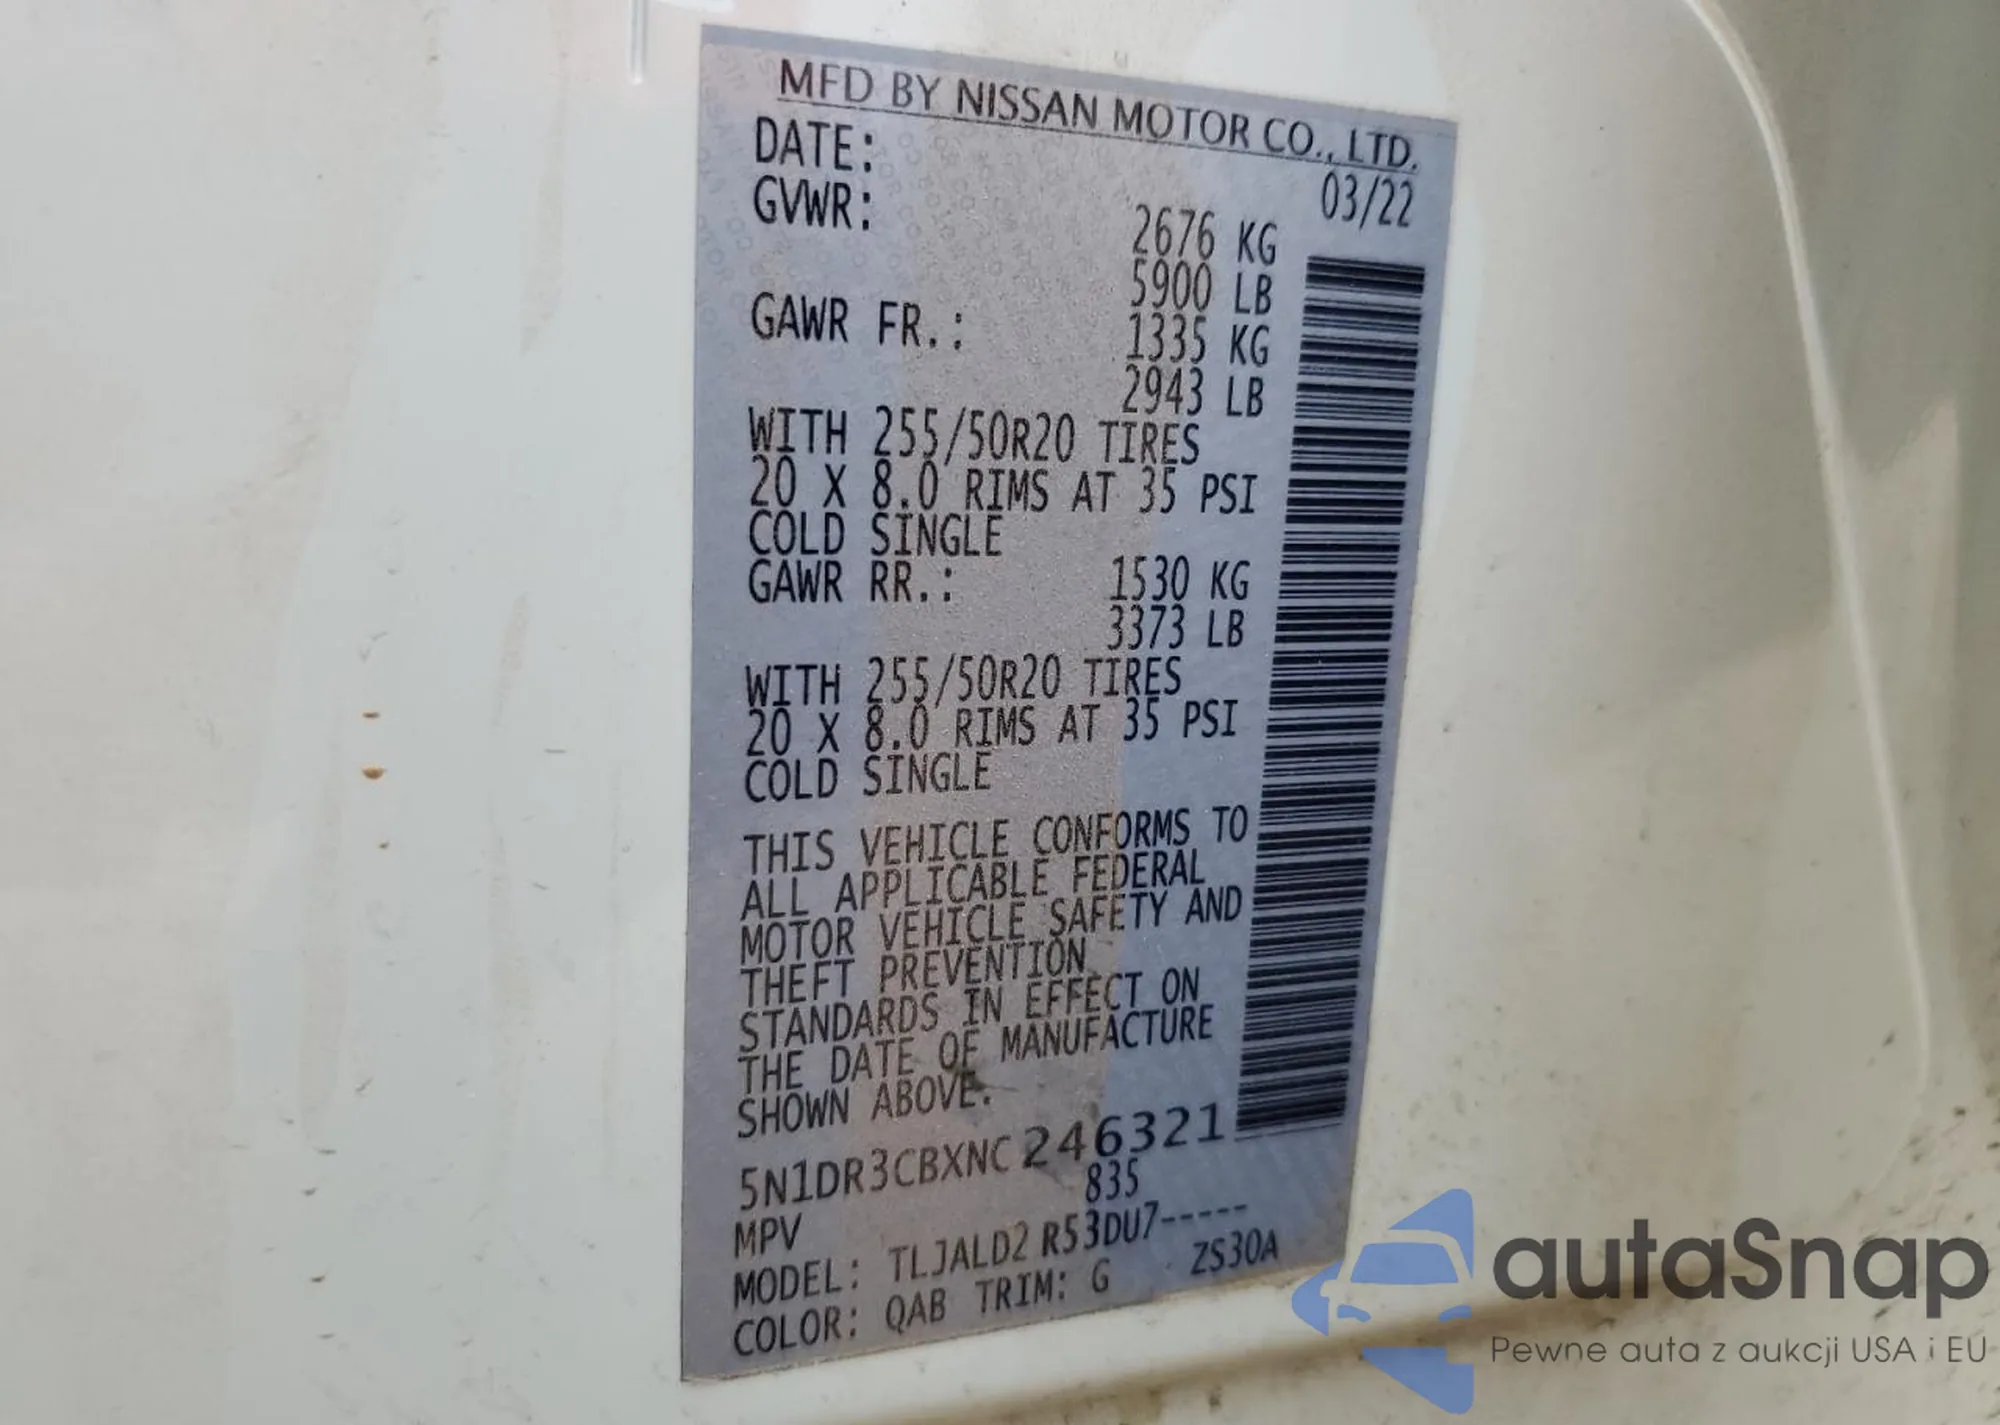 MFD BY NISSAN MOTOR CO., LTD.
DATE: 03/22
GVWR: 2676 KG
5900 LB
GAWR FR.: 1335 KG
2943 LB
WITH 255/50R20 TIRES
20 X 8.0 RIMS AT 35 PSI
COLD SINGLE
GAWR RR.: 1530 KG
3373 LB
WITH 255/50R20 TIRES
20 X 8.0 RIMS AT 35 PSI
COLD SINGLE
THIS VEHICLE CONFORMS TO
ALL APPLICABLE FEDERAL
MOTOR VEHICLE SAFETY AND
THEFT PREVENTION
STANDARDS IN EFFECT ON
THE DATE OF MANUFACTURE
SHOWN ABOVE.
5N1DR3CBXNC246321
835
MPV
MODEL: TLJALD2 R53DU7-----
COLOR: QAB TRIM: G ZS30A
autoSnap
Pewne auta z aukcji USA i EU